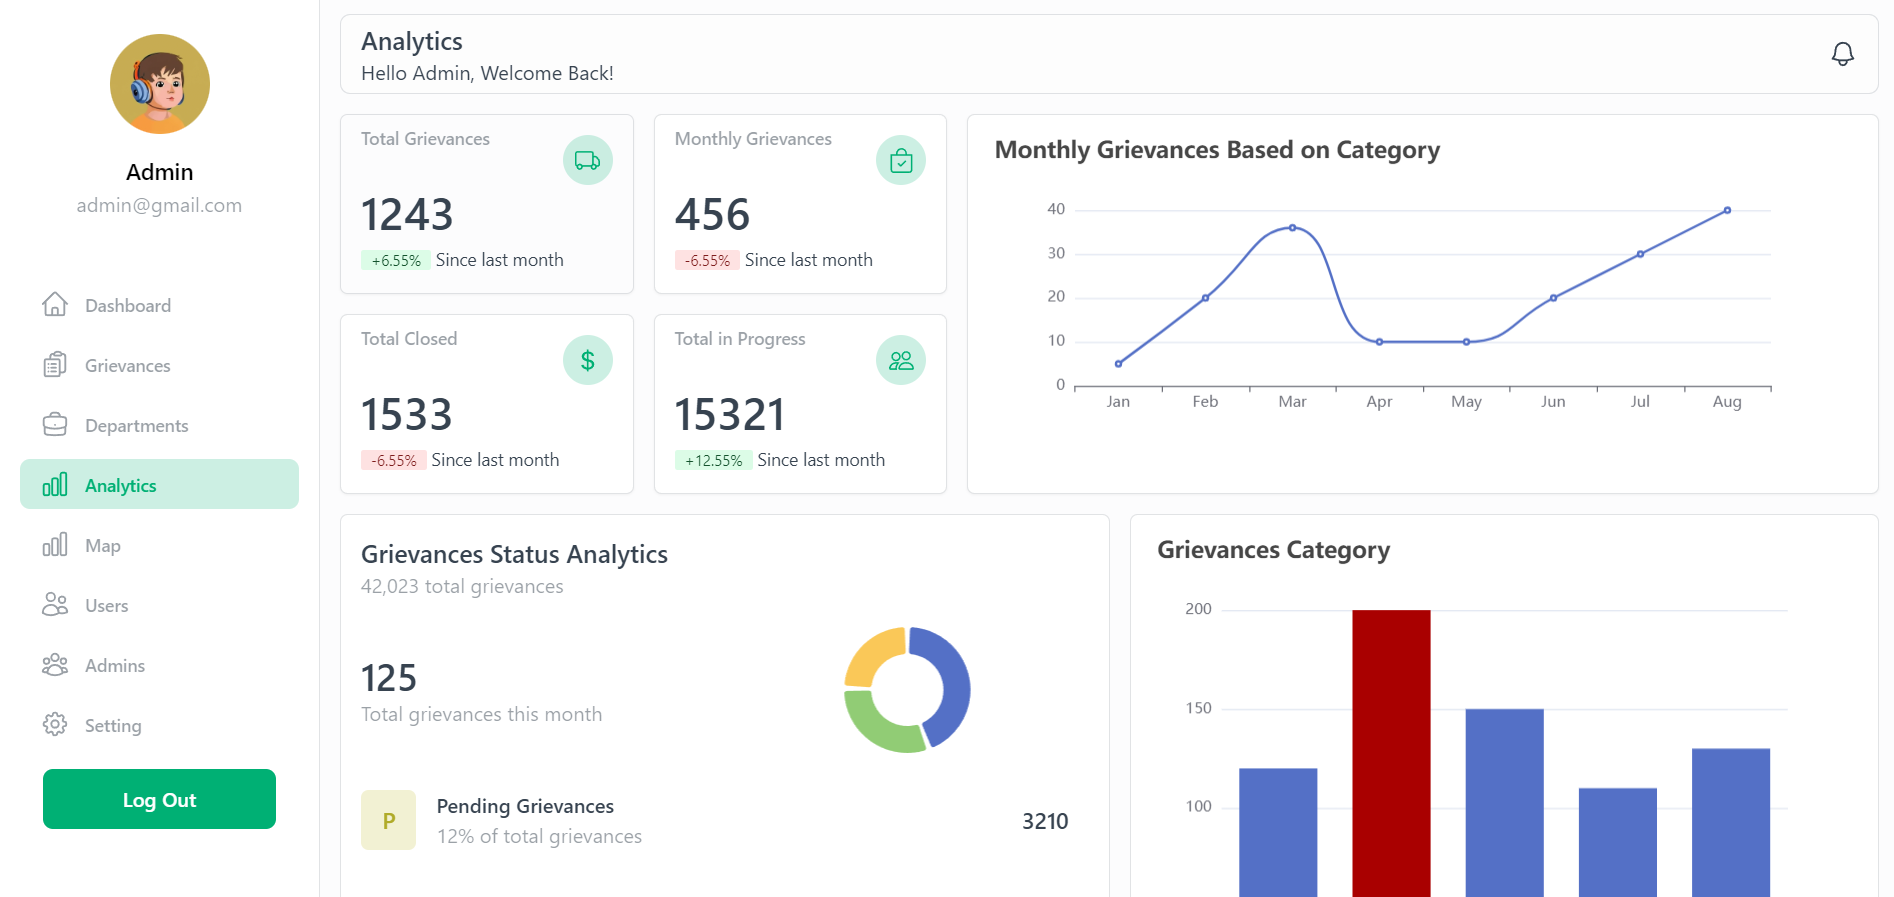 Admin
admin@gmail.com
Dashboard
Grievances
Departments
Analytics
Map
Users
Admins
Setting
Log Out
Analytics
Hello Admin, Welcome Back!
Total Grievances
1243
+6.55% Since last month
Monthly Grievances
456
-6.55% Since last month
Total Closed
1533
-6.55% Since last month
Total in Progress
15321
+12.55% Since last month
Monthly Grievances Based on Category
40
30
20
10
0
Jan Feb Mar Apr May Jun Jul Aug
Grievances Status Analytics
42,023 total grievances
125
Total grievances this month
P
Pending Grievances
12% of total grievances
3210
Grievances Category
200
150
100